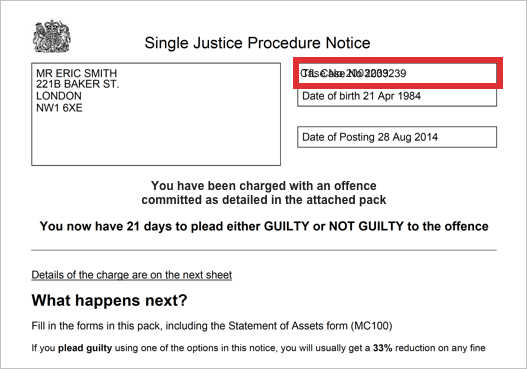 Single Justice Procedure Notice
MR ERIC SMITH
221B BAKER ST.
LONDON
NW1 6XE
Date of birth 21 Apr 1984
Date of Posting 28 Aug 2014
You have been charged with an offence
committed as detailed in the attached pack
You now have 21 days to plead either GUILTY or NOT GUILTY to the offence
Details of the charge are on the next sheet
What happens next?
Fill in the forms in this pack, including the Statement of Assets form (MC100)
If you plead guilty using one of the options in this notice, you will usually get a 33% reduction on any fine